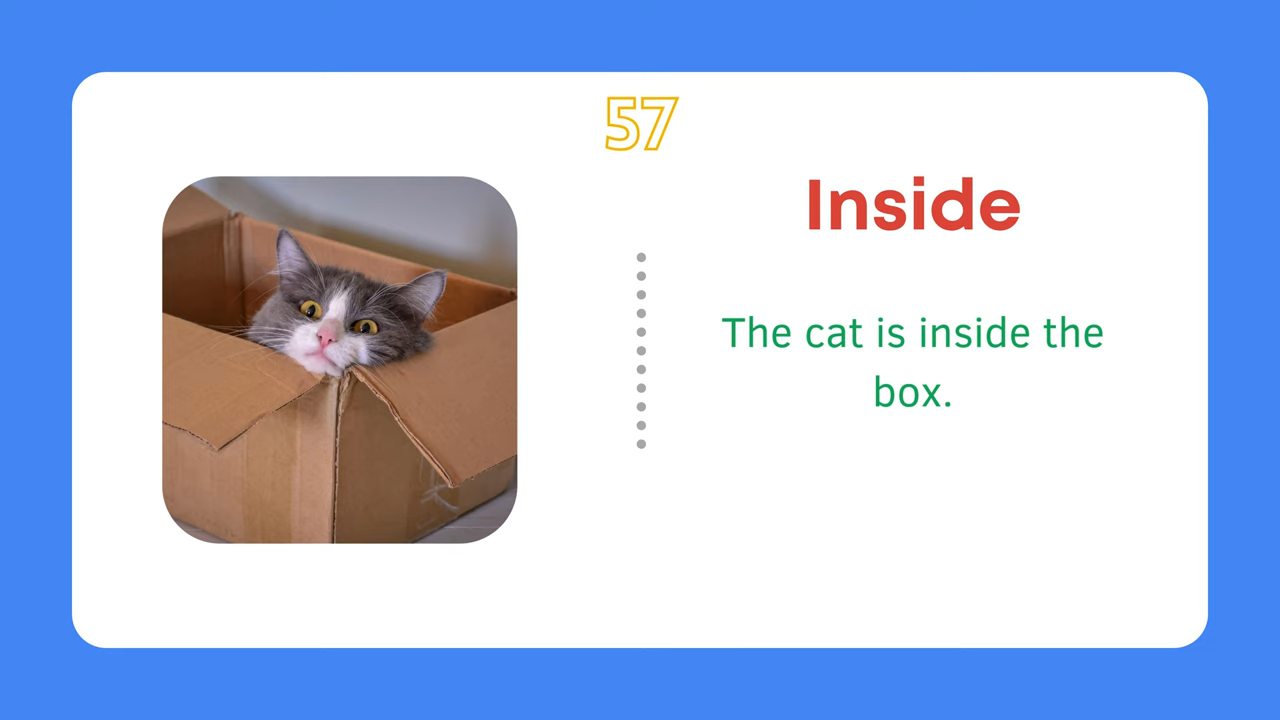 57
Inside
The cat is inside the
box.